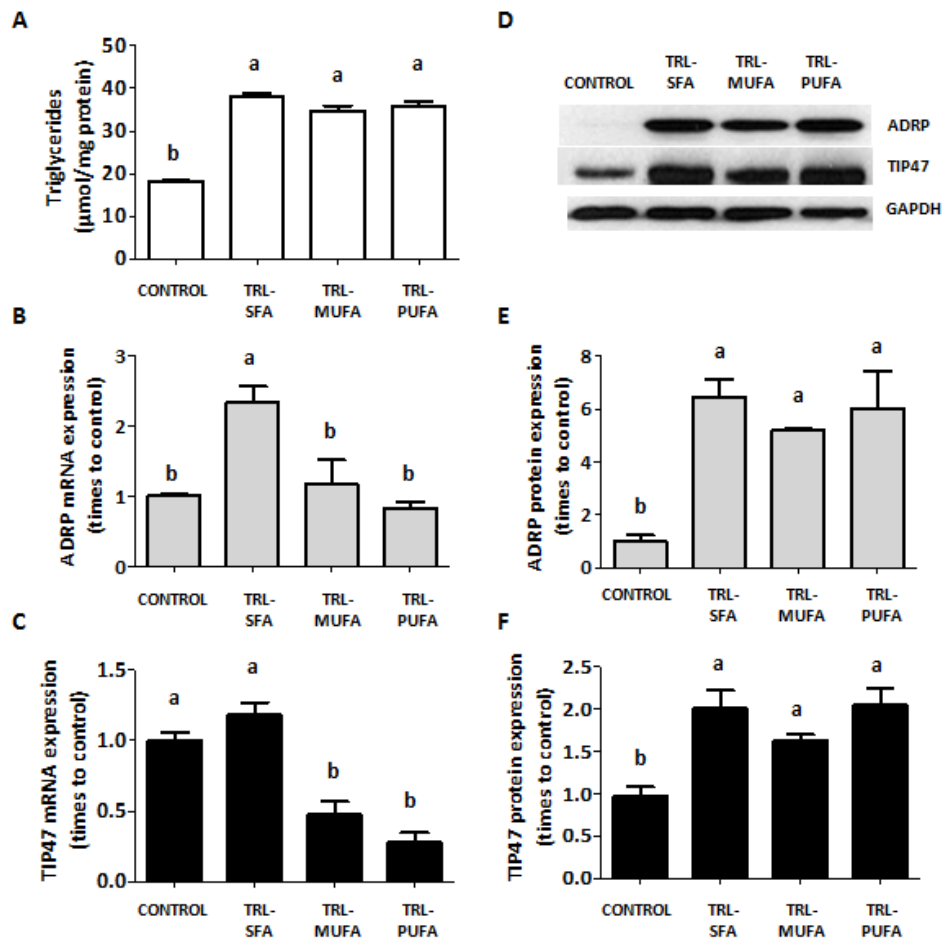 A
Triglycerides
(µmol/mg protein)
50
40
30
20
10
0
b
a
a
a
CONTROL
TRL-
SFA
TRL-
MUFA
TRL-
PUFA
B
ADRP mRNA expression
(times to control)
3
2
1
0
b
a
b
b
CONTROL
TRL-
SFA
TRL-
MUFA
TRL-
PUFA
C
TIP47 mRNA expression
(times to control)
1.5
1.0
0.5
0.0
a
a
b
b
CONTROL
TRL-
SFA
TRL-
MUFA
TRL-
PUFA
D
CONTROL
TRL-
SFA
TRL-
MUFA
TRL-
PUFA
ADRP
TIP47
GAPDH
E
ADRP protein expression
(times to control)
8
6
4
2
0
b
a
a
a
CONTROL
TRL-
SFA
TRL-
MUFA
TRL-
PUFA
F
TIP47 protein expression
(times to control)
2.5
2.0
1.5
1.0
0.5
0.0
b
a
a
a
CONTROL
TRL-
SFA
TRL-
MUFA
TRL-
PUFA